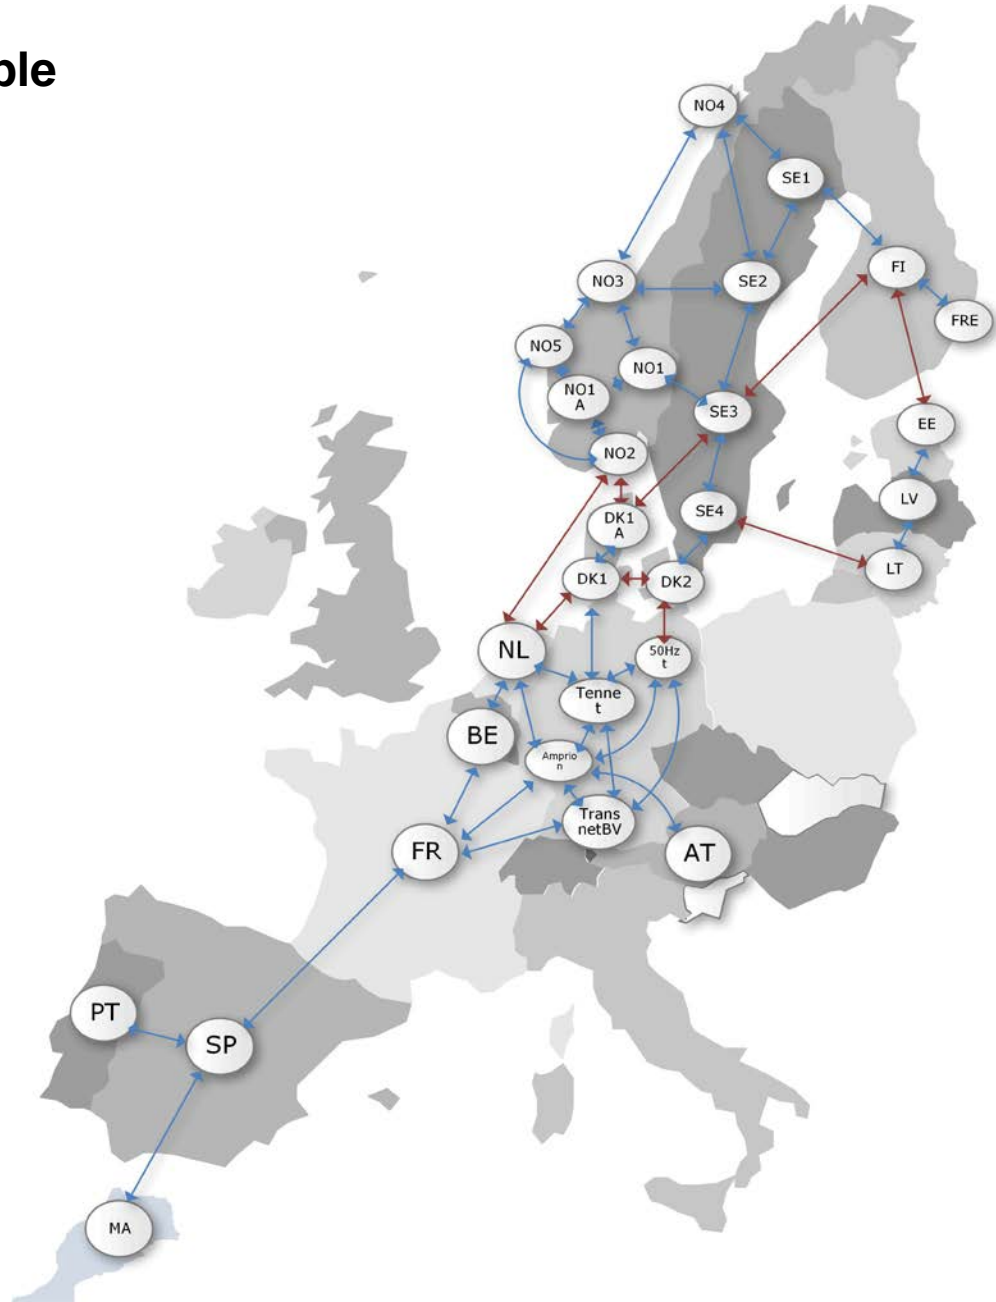 ple
NO4
SE1
FI
NO3
SE2
FRE
NO5
NO1
NO1
A
SE3
EE
NO2
LV
DK1
A
SE4
LT
DK1
DK2
NL
50Hz
t
Tenne
t
BE
Amprio
n
Trans
netBV
FR
AT
PT
SP
MA